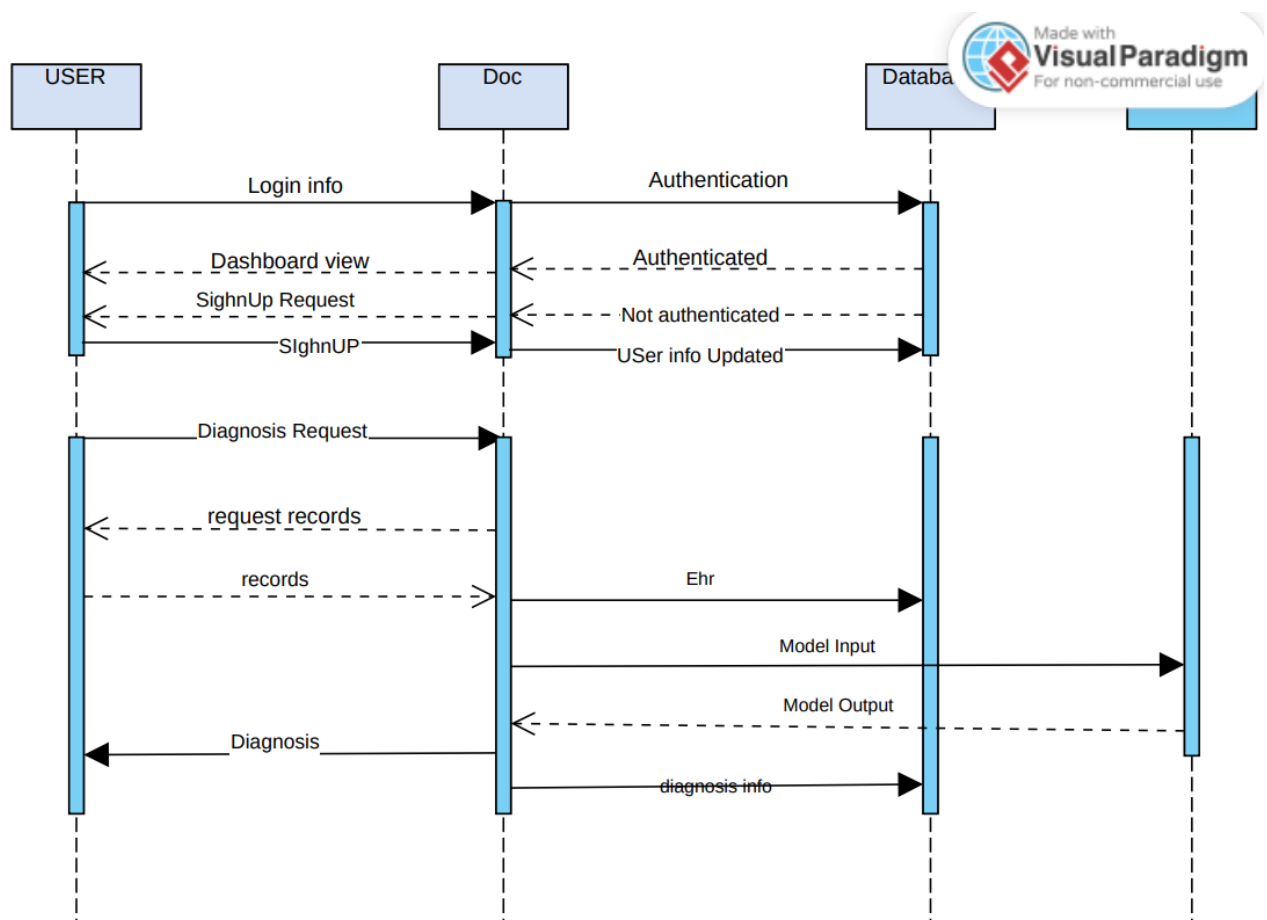 Made with
Visual Paradigm
For non-commercial use
USER
Doc
Databa
Login info
Authentication
Dashboard view
Authenticated
SighnUp Request
Not authenticated
SIghnUP
USer info Updated
Diagnosis Request
request records
records
Ehr
Model Input
Model Output
Diagnosis
diagnosis info